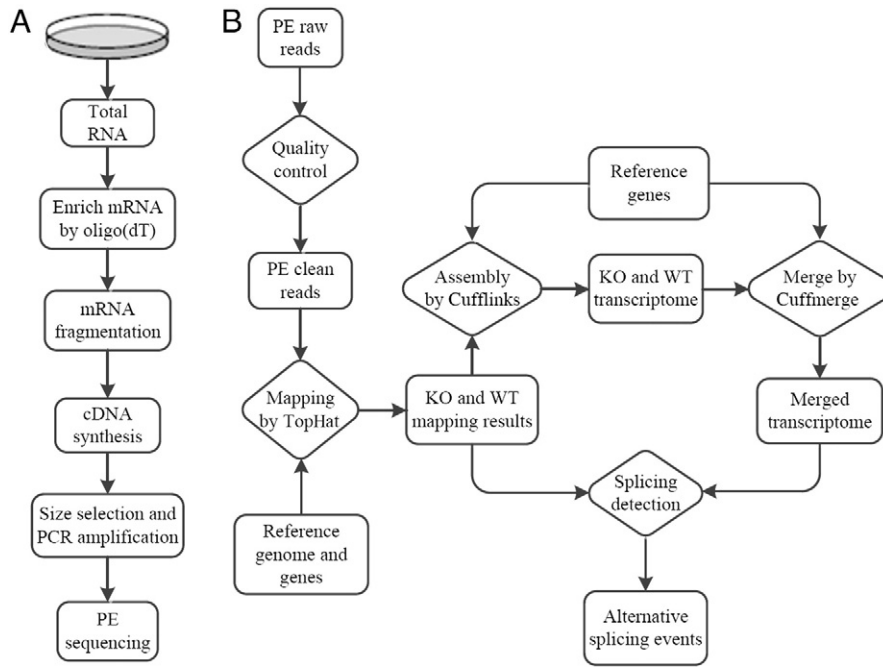 A
Total
RNA
Enrich mRNA
by oligo(dT)
mRNA
fragmentation
cDNA
synthesis
Size selection and
PCR amplification
PE
sequencing
B
PE raw
reads
Quality
control
PE clean
reads
Mapping
by TopHat
Reference
genome and
genes
KO and WT
mapping results
Assembly
by Cufflinks
Reference
genes
KO and WT
transcriptome
Merge by
Cuffmerge
Merged
transcriptome
Splicing
detection
Alternative
splicing events